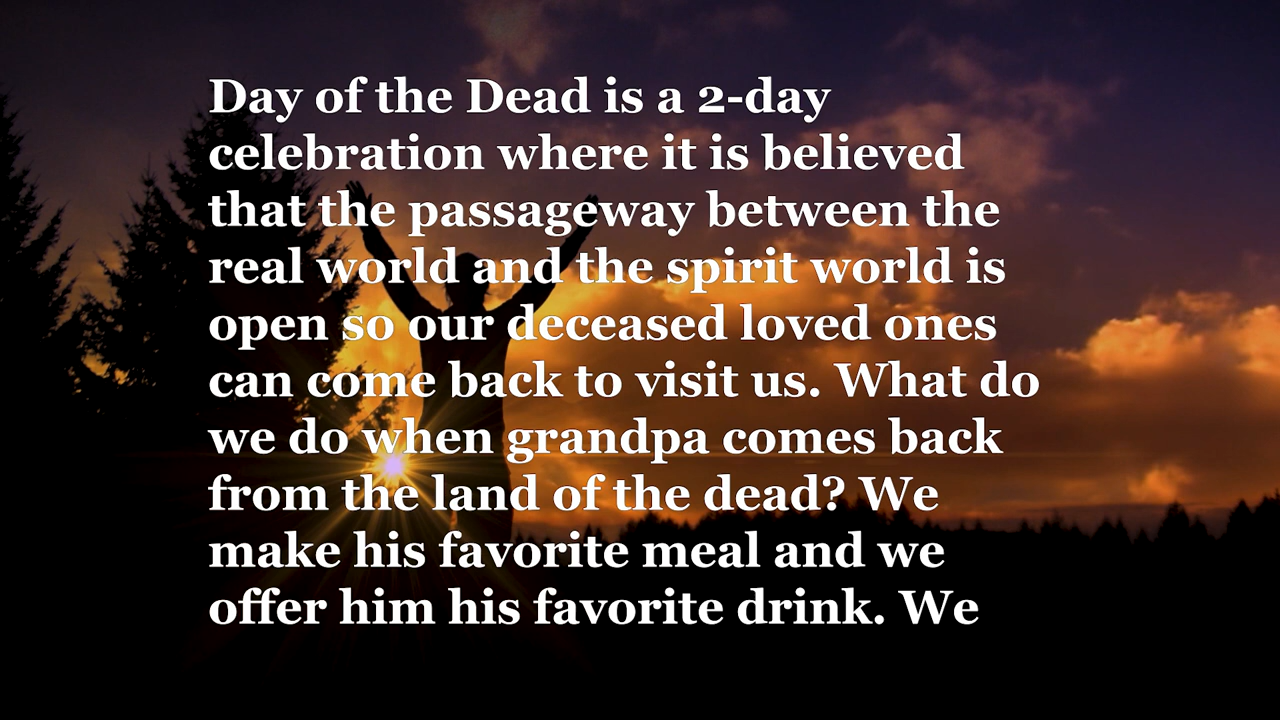 Day of the Dead is a 2-day
celebration where it is believed
that the passageway between the
real world and the spirit world is
open so our deceased loved ones
can come back to visit us. What do
we do when grandpa comes back
from the land of the dead? We
make his favorite meal and we
offer him his favorite drink. We